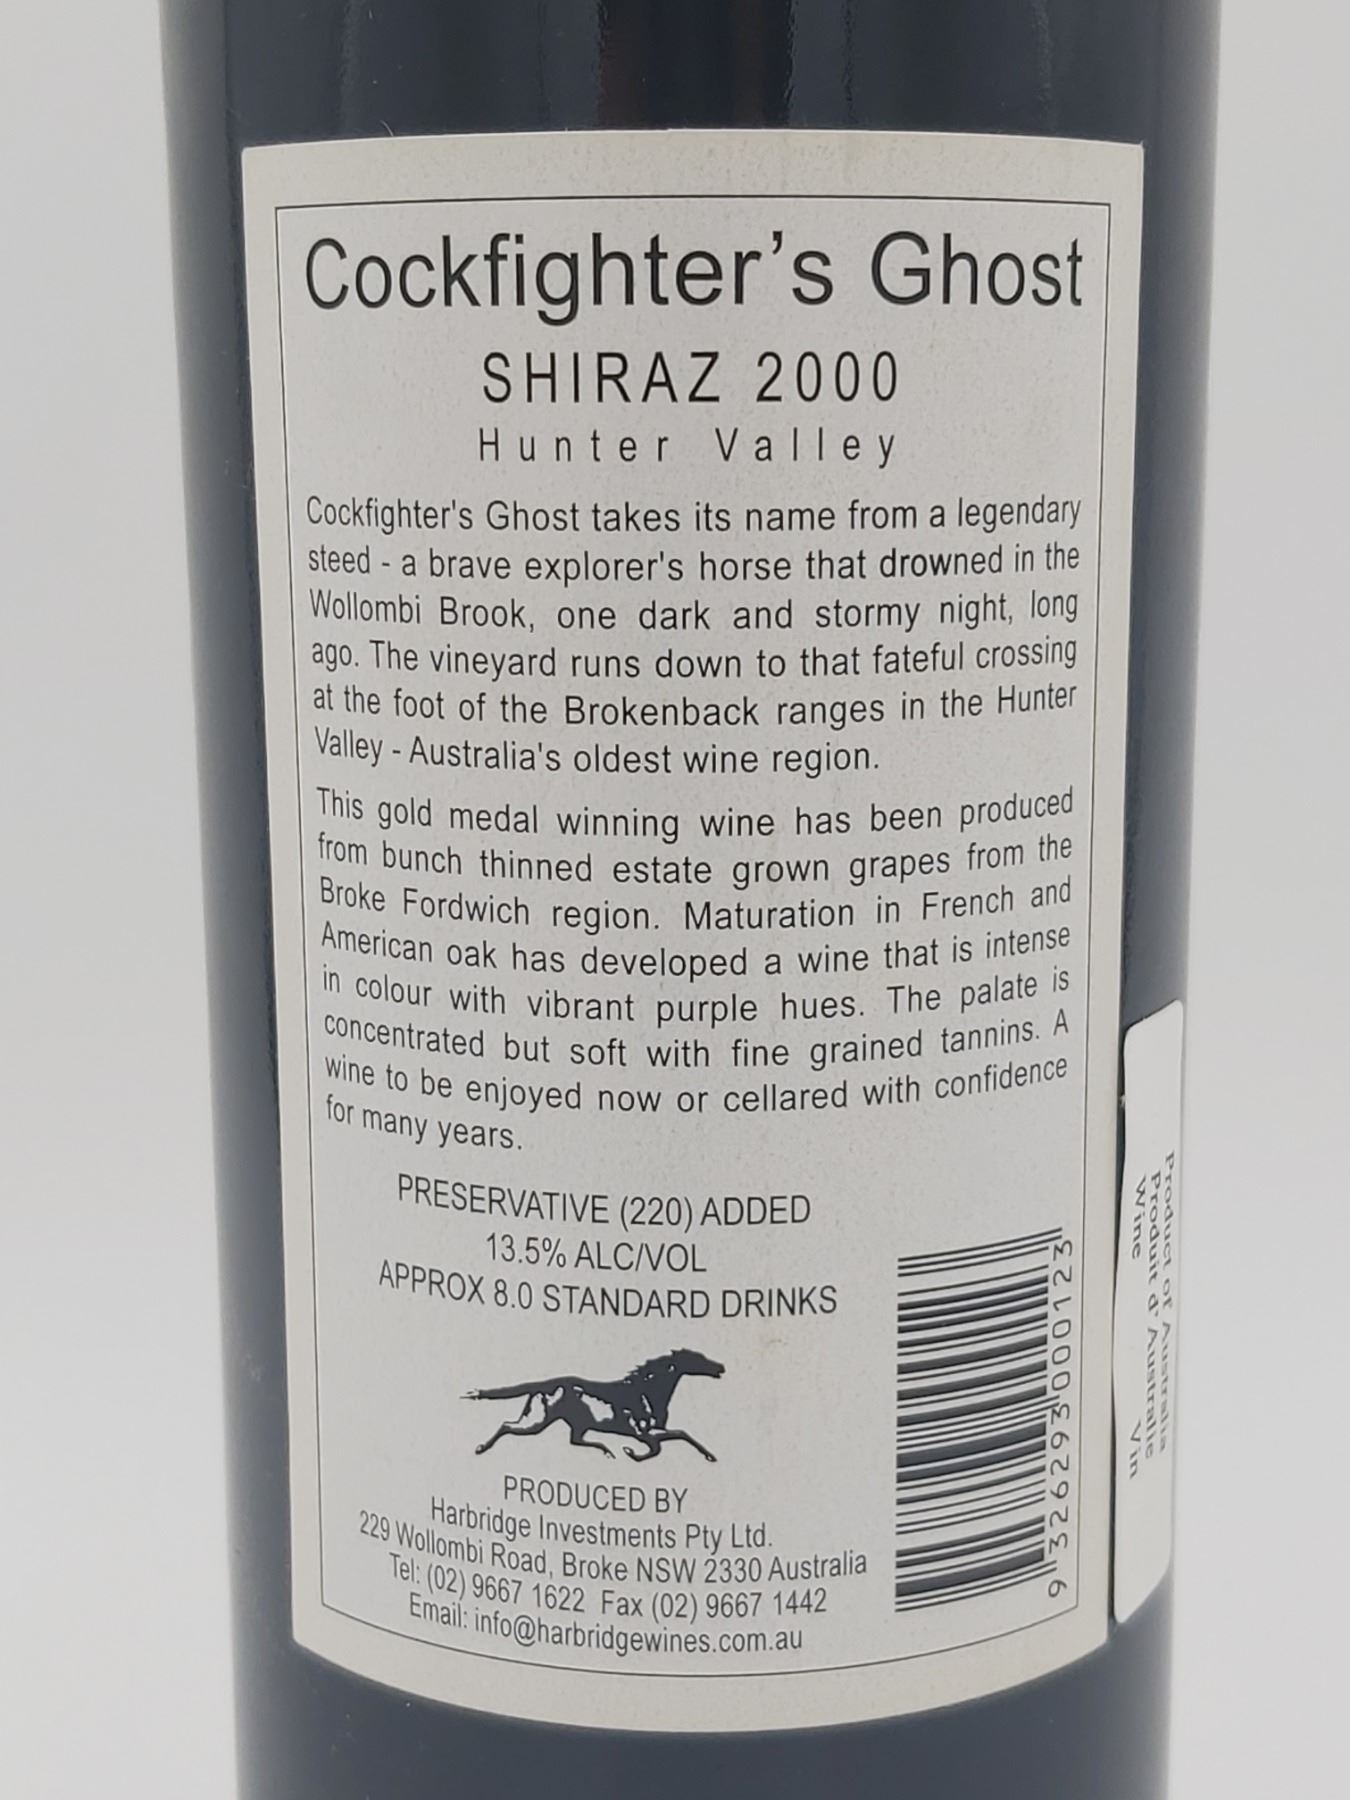 Cockfighter's Ghost
SHIRAZ 2000
Hunter Valley
Cockfighter's Ghost takes its name from a legendary
steed - a brave explorer's horse that drowned in the
Wollombi Brook, one dark and stormy night, long
ago. The vineyard runs down to that fateful crossing
at the foot of the Brokenback ranges in the Hunter
Valley - Australia's oldest wine region.
This gold medal winning wine has been produced
from bunch thinned estate grown grapes from the
Broke Fordwich region. Maturation in French and
American oak has developed a wine that is intense
in colour with vibrant purple hues. The palate is
concentrated but soft with fine grained tannins. A
wine to be enjoyed now or cellared with confidence
for many years.
PRESERVATIVE (220) ADDED
13.5% ALC/VOL
APPROX 8.0 STANDARD DRINKS
PRODUCED BY
Harbridge Investments Pty Ltd.
229 Wollombi Road, Broke NSW 2330 Australia
Tel: (02) 9667 1622 Fax (02) 9667 1442
Email: info@harbridgewines.com.au
9 326293 000123
Product of Australia
Produit d'Australie
Wine Vin